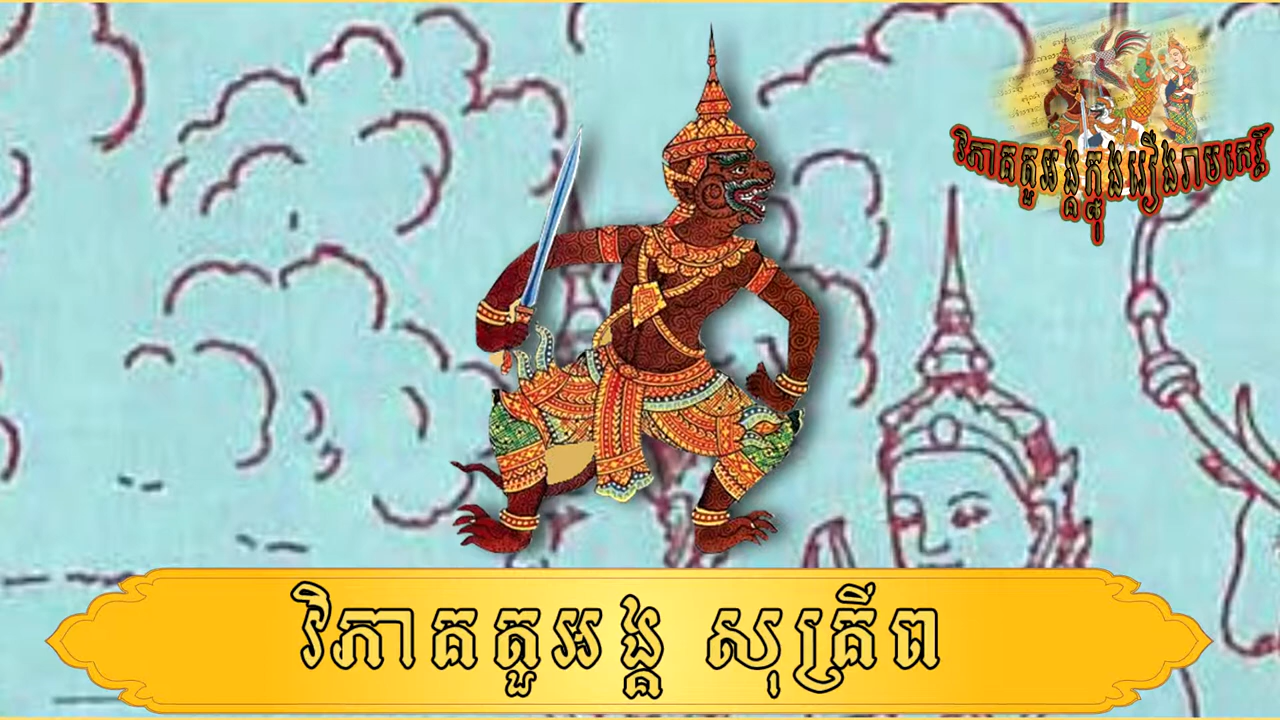 វិភាគតួអង្គក្នុងរឿងរាមកេរ្តិ៍
វិភាគតួអង្គ សុគ្រីព